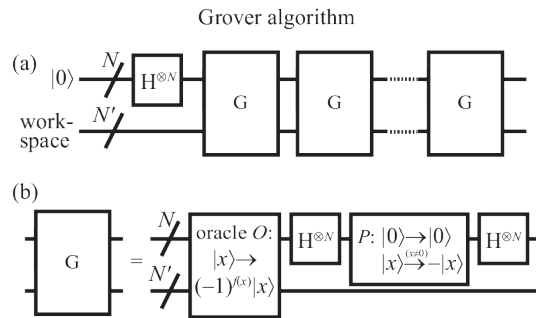 Grover algorithm
(a)
|0⟩ N H⊗N G G G
work-
space N′
(b)
G = N N′
oracle O:
|x⟩→
(−1)f(x)|x⟩
H⊗N
P: |0⟩→|0⟩
|x⟩(x≠0)→−|x⟩
H⊗N